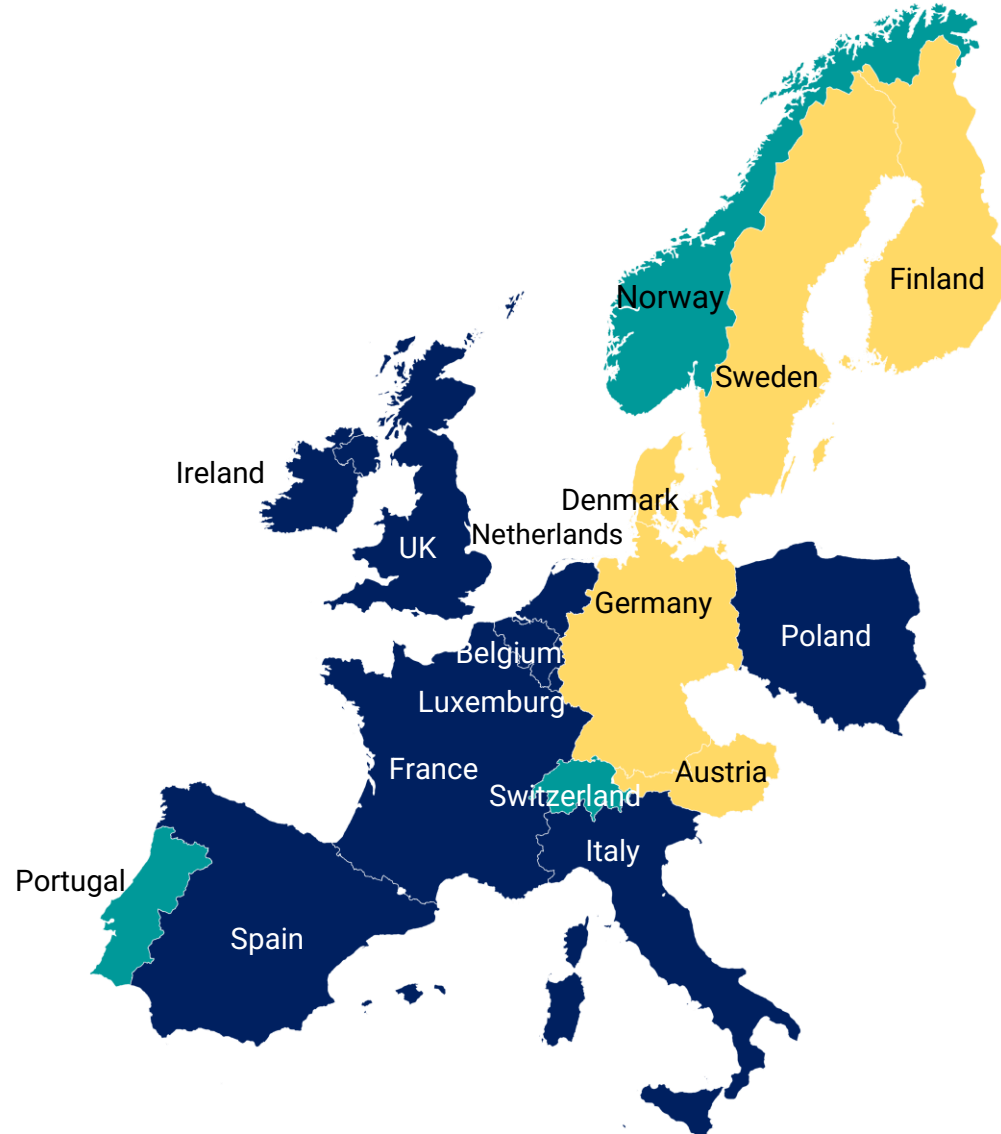 Finland
Norway
Sweden
Ireland
Denmark
Netherlands
UK
Germany
Poland
Belgium
Luxemburg
France
Austria
Switzerland
Italy
Portugal
Spain